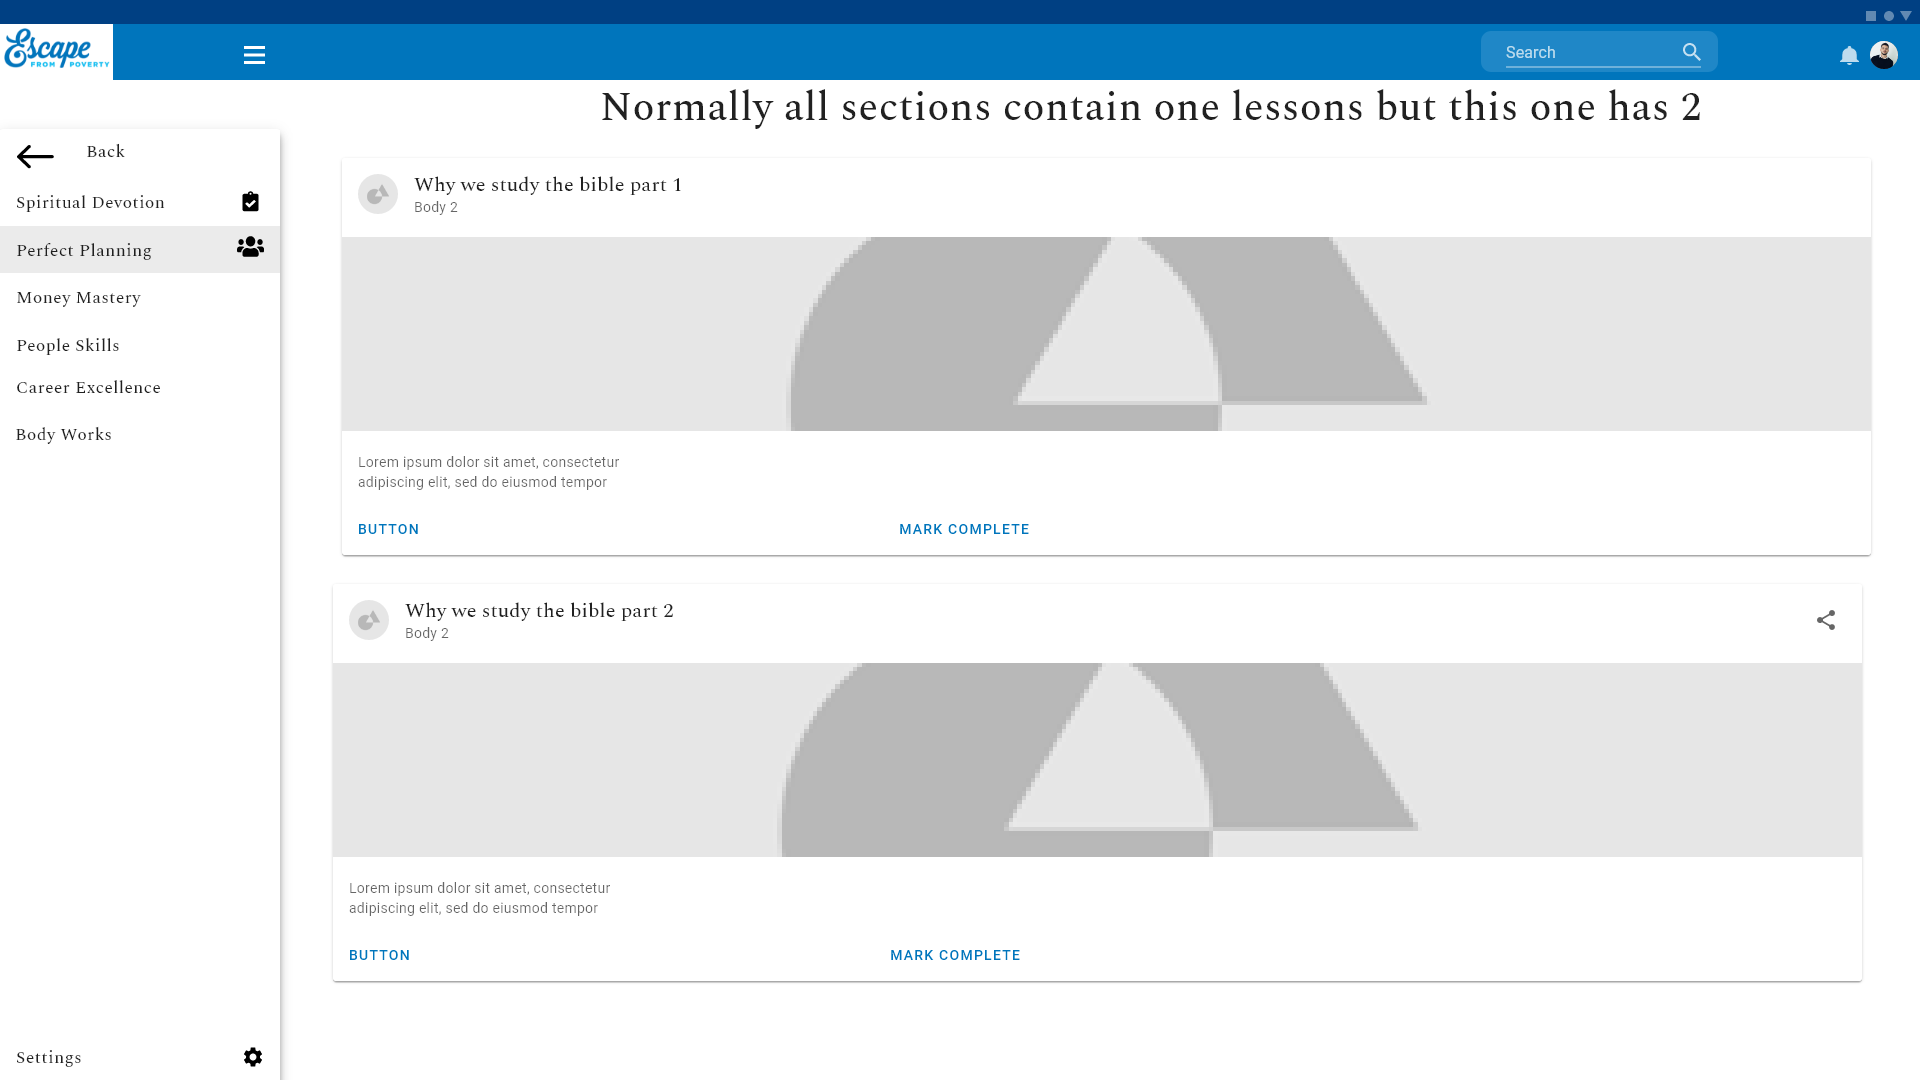 Escape
FROM POVERTY
Search
Normally all sections contain one lessons but this one has 2
Back
Spiritual Devotion
Perfect Planning
Money Mastery
People Skills
Career Excellence
Body Works
Settings
Why we study the bible part 1
Body 2
Lorem ipsum dolor sit amet, consectetur
adipiscing elit, sed do eiusmod tempor
BUTTON
MARK COMPLETE
Why we study the bible part 2
Body 2
Lorem ipsum dolor sit amet, consectetur
adipiscing elit, sed do eiusmod tempor
BUTTON
MARK COMPLETE